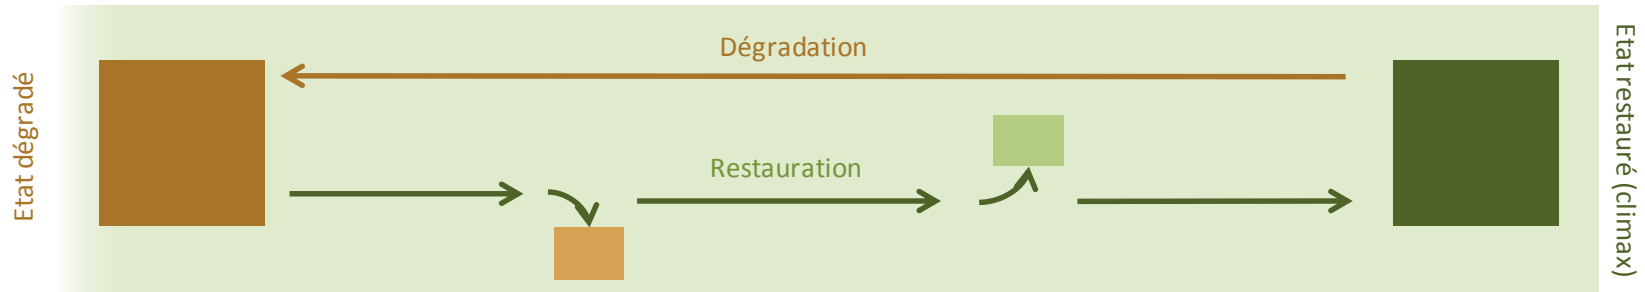 Etat dégradé
Dégradation
Restauration
Etat restauré (climax)